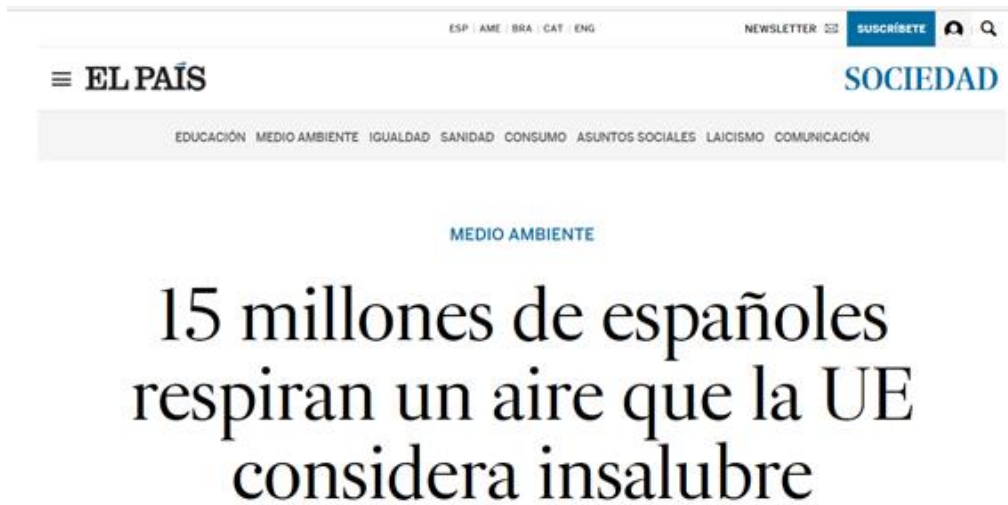 ESP AME BRA CAT ENG NEWSLETTER SUSCRÍBETE
EL PAÍS SOCIEDAD
EDUCACIÓN MEDIO AMBIENTE IGUALDAD SANIDAD CONSUMO ASUNTOS SOCIALES LAICISMO COMUNICACIÓN
MEDIO AMBIENTE
15 millones de españoles
respiran un aire que la UE
considera insalubre